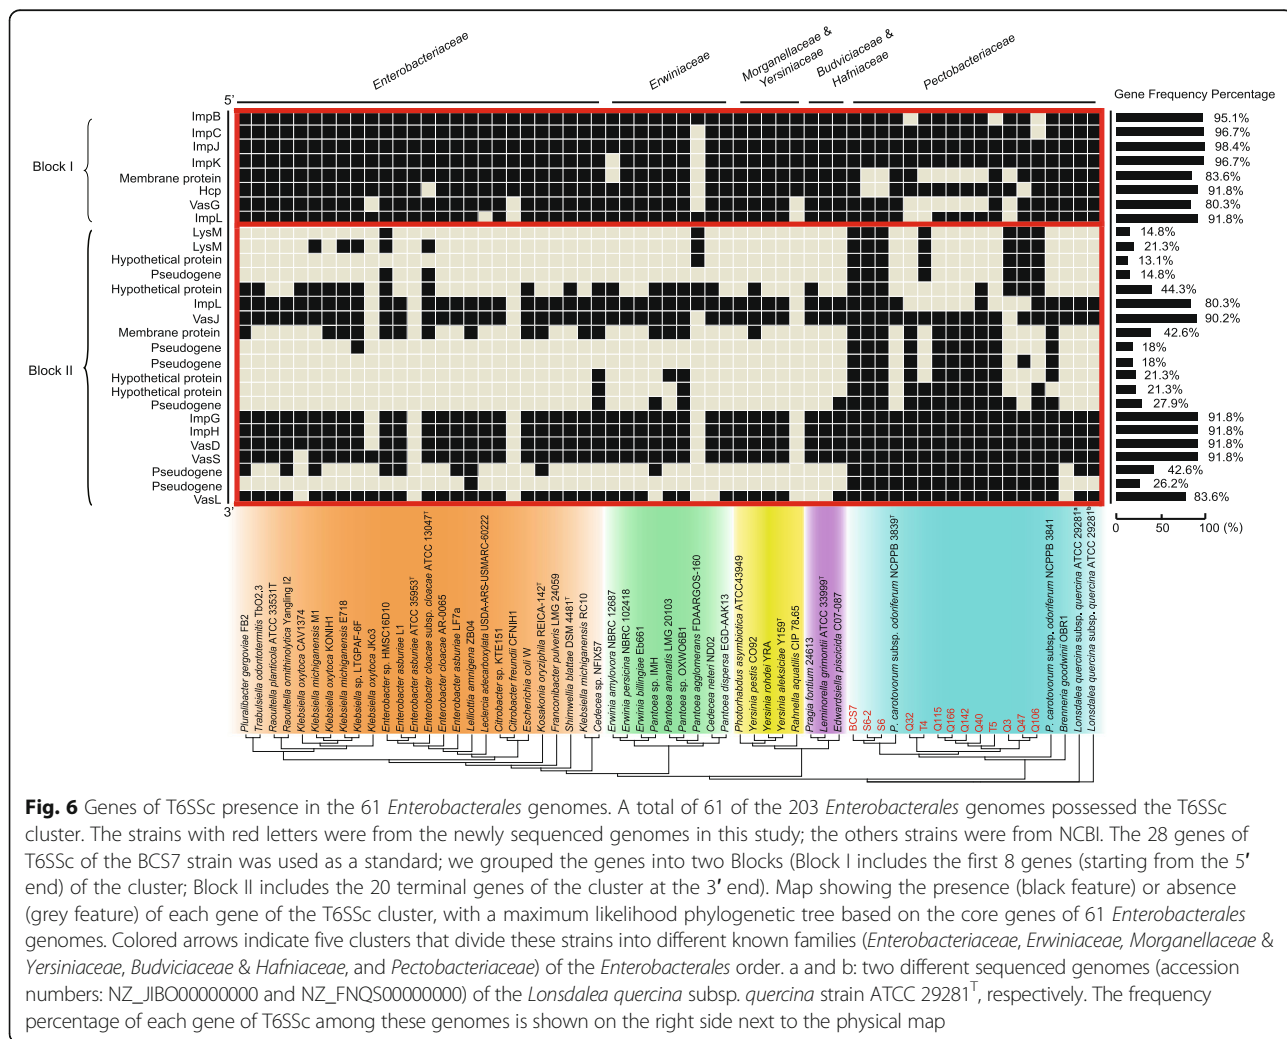 Enterobacteriaceae
Erwiniaceae
Morganellaceae &
Yersiniaceae
Budviciaceae &
Hafniaceae
Pectobacteriaceae
5'
Gene Frequency Percentage
Block I
ImpB 95.1%
ImpC 96.7%
ImpJ 98.4%
ImpK 96.7%
Membrane protein 83.6%
Hcp 91.8%
VasG 80.3%
ImpL 91.8%
Block II
LysM 14.8%
LysM 21.3%
Hypothetical protein 13.1%
Pseudogene 14.8%
Hypothetical protein 44.3%
ImpL 80.3%
VasJ 90.2%
Membrane protein 42.6%
Pseudogene 18%
Pseudogene 18%
Hypothetical protein 21.3%
Hypothetical protein 21.3%
Pseudogene 27.9%
ImpG 91.8%
ImpH 91.8%
VasD 91.8%
VasS 91.8%
Pseudogene 42.6%
Pseudogene 26.2%
VasL 83.6%
3'
0 50 100 (%)
Pluralibacter gergoviae FB2
Trabulsiella odontotermitis TbO2.3
Raoultella planticola ATCC 33531T
Raoultella ornithinolytica Yangling I2
Klebsiella oxytoca CAV1374
Klebsiella michiganensis M1
Klebsiella oxytoca KONIH1
Klebsiella michiganensis E718
Klebsiella sp. LTGPAF-6F
Klebsiella oxytoca JKo3
Enterobacter sp. HMSC16D10
Enterobacter asburiae L1
Enterobacter asburiae ATCC 35953ᵀ
Enterobacter cloacae subsp. cloacae ATCC 13047ᵀ
Enterobacter cloacae AR-0065
Enterobacter asburiae LF7a
Lelliottia amnigena ZB04
Leclercia adecarboxylata USDA-ARS-USMARC-60222
Citrobacter sp. KTE151
Citrobacter freundii CFNIH1
Escherichia coli W
Kosakonia oryziphila REICA-142ᵀ
Franconibacter pulveris LMG 24059
Shimwellia blattae DSM 4481ᵀ
Klebsiella michiganensis RC10
Cedecea sp. NFIX57
Erwinia amylovora NBRC 12687
Erwinia persicina NBRC 102418
Erwinia billingiae Eb661
Pantoea sp. IMH
Pantoea ananatis LMG 20103
Pantoea sp. OXWO6B1
Pantoea agglomerans FDAARGOS-160
Cedecea neteri ND02
Pantoea dispersa EGD-AAK13
Photorhabdus asymbiotica ATCC43949
Yersinia pestis CO92
Yersinia rohdei YRA
Yersinia aleksiciae Y159ᵀ
Rahnella aquatilis CIP 78.65
Pragia fontium 24613
Leminorella grimontii ATCC 33999ᵀ
Edwardsiella piscicida C07-087
BCS7
S6-2
S6
P. carotovorum subsp. odoriferum NCPPB 3839ᵀ
Q32
T4
Q115
Q166
Q142
Q40
T5
Q3
Q47
Q106
P. carotovorum subsp. odoriferum NCPPB 3841
Brenneria goodwinii OBR1
Lonsdalea quercina subsp. quercina ATCC 29281ᵃ
Lonsdalea quercina subsp. quercina ATCC 29281ᵇ
Fig. 6 Genes of T6SSc presence in the 61 Enterobacterales genomes. A total of 61 of the 203 Enterobacterales genomes possessed the T6SSc
cluster. The strains with red letters were from the newly sequenced genomes in this study; the others strains were from NCBI. The 28 genes of
T6SSc of the BCS7 strain was used as a standard; we grouped the genes into two Blocks (Block I includes the first 8 genes (starting from the 5′
end) of the cluster; Block II includes the 20 terminal genes of the cluster at the 3′ end). Map showing the presence (black feature) or absence
(grey feature) of each gene of the T6SSc cluster, with a maximum likelihood phylogenetic tree based on the core genes of 61 Enterobacterales
genomes. Colored arrows indicate five clusters that divide these strains into different known families (Enterobacteriaceae, Erwiniaceae, Morganellaceae &
Yersiniaceae, Budviciaceae & Hafniaceae, and Pectobacteriaceae) of the Enterobacterales order. a and b: two different sequenced genomes (accession
numbers: NZ_JIBO00000000 and NZ_FNQS00000000) of the Lonsdalea quercina subsp. quercina strain ATCC 29281ᵀ, respectively. The frequency
percentage of each gene of T6SSc among these genomes is shown on the right side next to the physical map